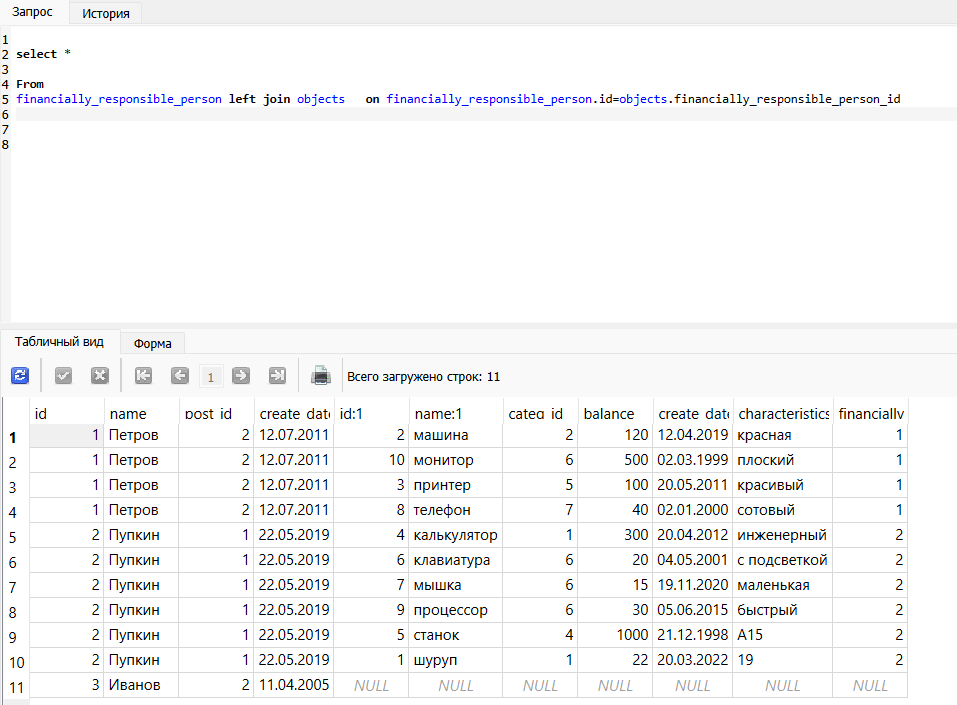 Запрос История
1
2 select *
3
4 From
5 financially_responsible_person left join objects on financially_responsible_person.id=objects.financially_responsible_person_id
6
7
8
Табличный вид Форма
1 Всего загружено строк: 11
id name post_id create_date id:1 name:1 categ_id balance create_date characteristics financially
1 1 Петров 2 12.07.2011 2 машина 2 120 12.04.2019 красная 1
2 1 Петров 2 12.07.2011 10 монитор 6 500 02.03.1999 плоский 1
3 1 Петров 2 12.07.2011 3 принтер 5 100 20.05.2011 красивый 1
4 1 Петров 2 12.07.2011 8 телефон 7 40 02.01.2000 сотовый 1
5 2 Пупкин 1 22.05.2019 4 калькулятор 1 300 20.04.2012 инженерный 2
6 2 Пупкин 1 22.05.2019 6 клавиатура 6 20 04.05.2001 с подсветкой 2
7 2 Пупкин 1 22.05.2019 7 мышка 6 15 19.11.2020 маленькая 2
8 2 Пупкин 1 22.05.2019 9 процессор 6 30 05.06.2015 быстрый 2
9 2 Пупкин 1 22.05.2019 5 станок 4 1000 21.12.1998 А15 2
10 2 Пупкин 1 22.05.2019 1 шуруп 1 22 20.03.2022 19 2
11 3 Иванов 2 11.04.2005 NULL NULL NULL NULL NULL NULL NULL